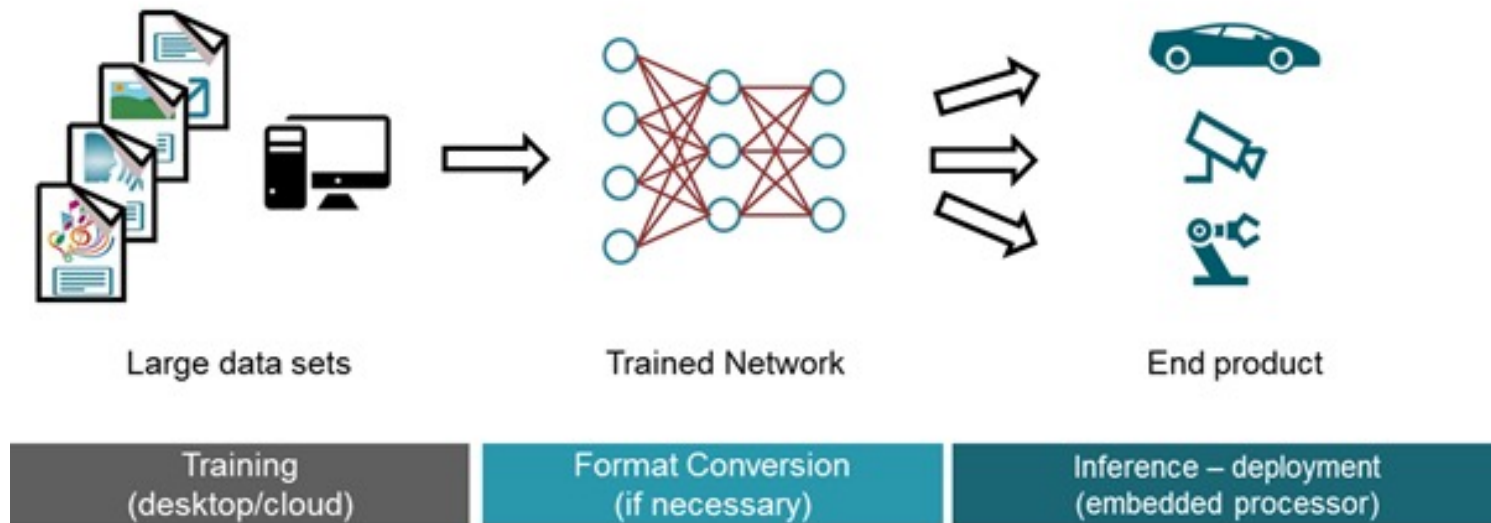 Large data sets
Trained Network
End product
Training
(desktop/cloud)
Format Conversion
(if necessary)
Inference – deployment
(embedded processor)